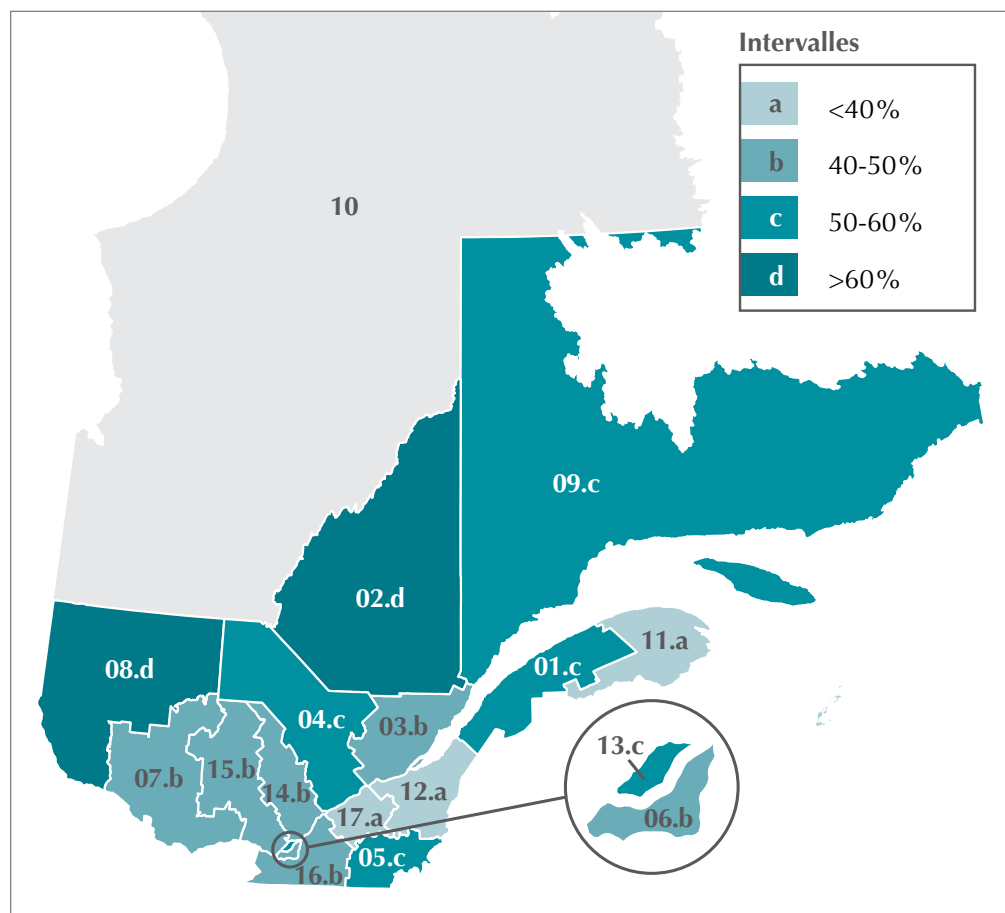 Intervalles
a <40%
b 40-50%
c 50-60%
d >60%
10
09.c
02.d
11.a
08.d
01.c
04.c
03.b
13.c
07.b
15.b
14.b
12.a
17.a
06.b
05.c
16.b